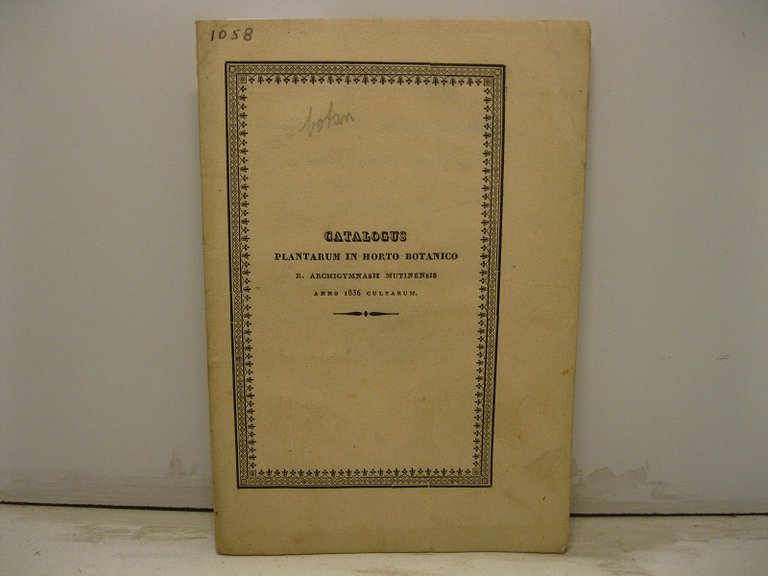 1058
botan
CATALOGUS
PLANTARUM IN HORTO BOTANICO
R. ARCHIGYMNASII MUTINENSIS
ANNO 1836 CULTARUM.